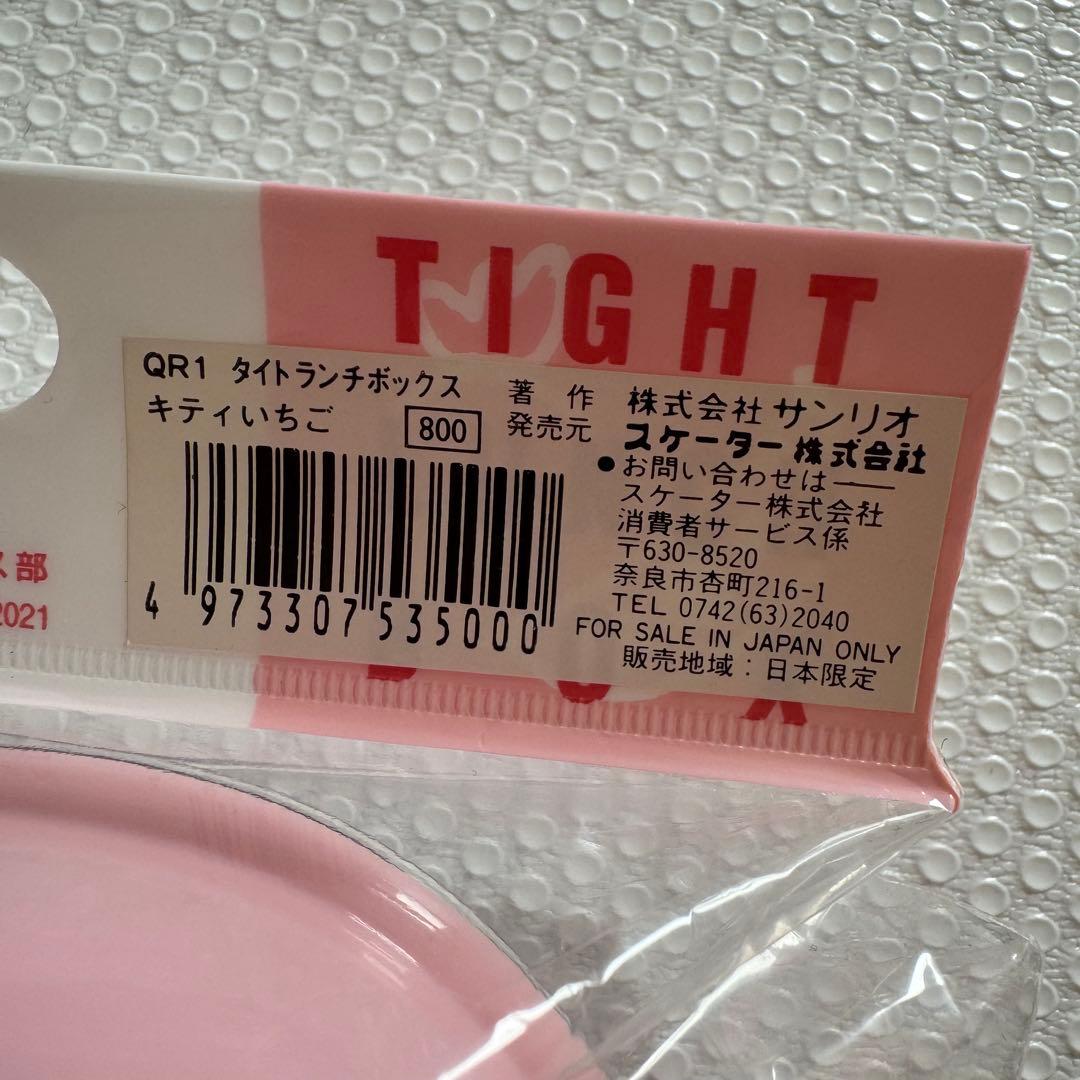 TIGHT
QR1 タイトランチボックス
キティいちご 800
4 973307 535000
著作 株式会社サンリオ
発売元 スケーター株式会社
●お問い合わせは──
スケーター株式会社
消費者サービス係
〒630-8520
奈良市杏町216-1
TEL 0742(63)2040
FOR SALE IN JAPAN ONLY
販売地域:日本限定
ス部
2021